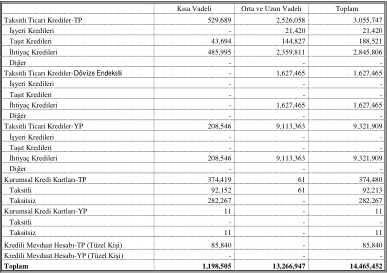 Kısa Vadeli Orta ve Uzun Vadeli Toplam
Taksitli Ticari Krediler-TP 529,689 2,526,058 3,055,747
İşyeri Kredileri - 21,420 21,420
Taşıt Kredileri 43,694 144,827 188,521
İhtiyaç Kredileri 485,995 2,359,811 2,845,806
Diğer - - -
Taksitli Ticari Krediler-Dövize Endeksli - 1,627,465 1,627,465
İşyeri Kredileri - - -
Taşıt Kredileri - - -
İhtiyaç Kredileri - 1,627,465 1,627,465
Diğer - - -
Taksitli Ticari Krediler-YP 208,546 9,113,363 9,321,909
İşyeri Kredileri - - -
Taşıt Kredileri - - -
İhtiyaç Kredileri 208,546 9,113,363 9,321,909
Diğer - - -
Kurumsal Kredi Kartları-TP 374,419 61 374,480
Taksitli 92,152 61 92,213
Taksitsiz 282,267 - 282,267
Kurumsal Kredi Kartları-YP 11 - 11
Taksitli - - -
Taksitsiz 11 - 11
Kredili Mevduat Hesabı-TP (Tüzel Kişi) 85,840 - 85,840
Kredili Mevduat Hesabı-YP (Tüzel Kişi) - - -
Toplam 1,198,505 13,266,947 14,465,452